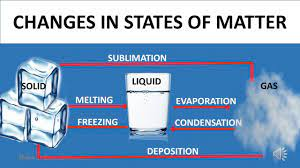 CHANGES IN STATES OF MATTER
SUBLIMATION
SOLID
LIQUID
GAS
MELTING
EVAPORATION
FREEZING
CONDENSATION
DEPOSITION